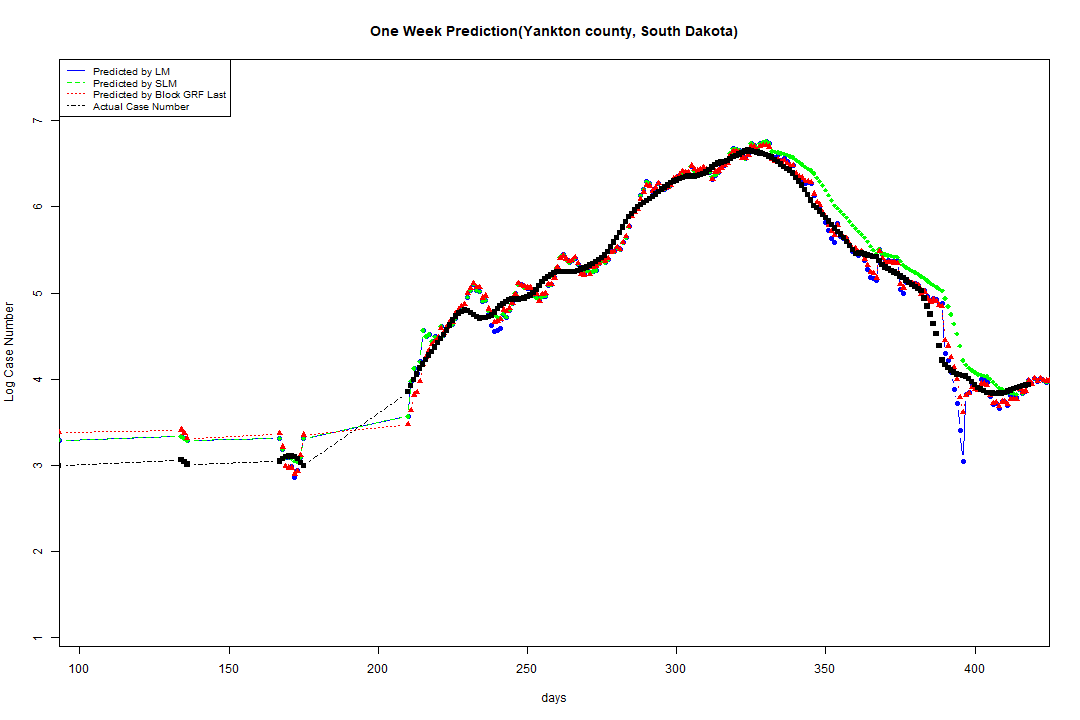 One Week Prediction(Yankton county, South Dakota)
Predicted by LM
Predicted by SLM
Predicted by Block GRF Last
Actual Case Number
Log Case Number
7
6
5
4
3
2
1
100 150 200 250 300 350 400
days